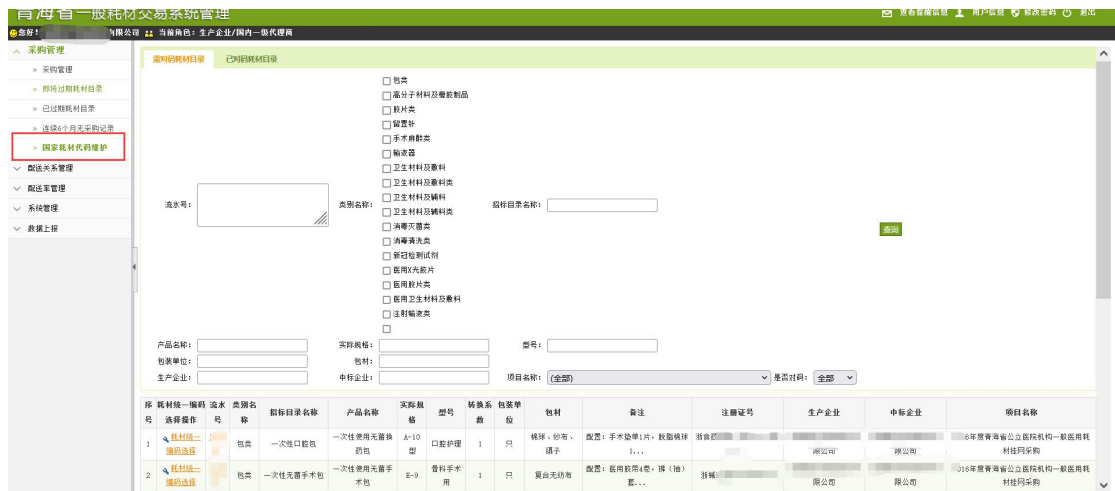 青海省一般耗材交易系统管理
查看提醒信息 用户信息 修改密码 退出
您好! 有限公司 当前角色: 生产企业/国内一级代理商
采购管理
» 采购管理
» 即将过期耗材目录
» 已过期耗材目录
» 连续6个月无采购记录
» 国家耗材代码维护
配送关系管理
配送车管理
系统管理
数据上报
需对码耗材目录 已对码耗材目录
流水号:
类别名称:
包类
高分子材料及橡胶制品
胶片类
留置针
手术麻醉类
输液器
卫生材料及敷料
卫生材料及敷料类
卫生材料及辅料
卫生材料及辅料类
消毒灭菌类
消毒清洗类
新冠检测试剂
医用X光胶片
医用胶片类
医用卫生材料及敷料
注射输液类
招标目录名称:
查询
产品名称: 实际规格: 型号:
包装单位: 包材:
生产企业: 中标企业: 项目名称: (全部) 是否对码: 全部
序号 耗材统一编码选择操作 流水号 类别名称 招标目录名称 产品名称 实际规格 型号 转换系数 包装单位 包材 备注 注册证号 生产企业 中标企业 项目名称
1 耗材统一编码选择 包类 一次性口腔包 一次性使用无菌换药包 A-10型 口腔护理 1 只 棉球、纱布、镊子 配置: 手术垫单1片, 脱脂棉球1... 浙食 限公司 限公司 6年度青海省公立医院机构一般医用耗材挂网采购
2 耗材统一编码选择 包类 一次性无菌手术包 一次性使用无菌手术包 E-9 骨科手术用 1 只 复合无纺布 配置: 医用胶带4卷, 裤(袖)套... 浙械 限公司 限公司 016年度青海省公立医院机构一般医用耗材挂网采购